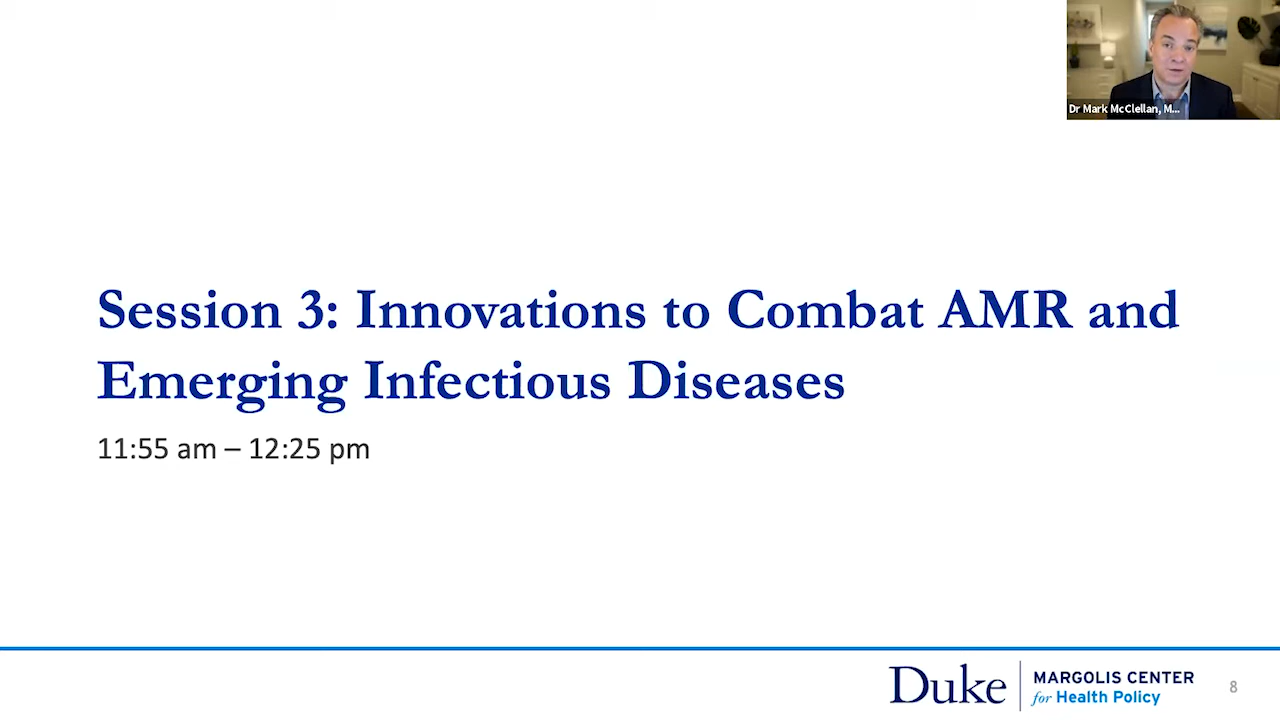 Dr Mark McClellan, M...
Session 3: Innovations to Combat AMR and
Emerging Infectious Diseases
11:55 am – 12:25 pm
Duke
MARGOLIS CENTER
for Health Policy
8